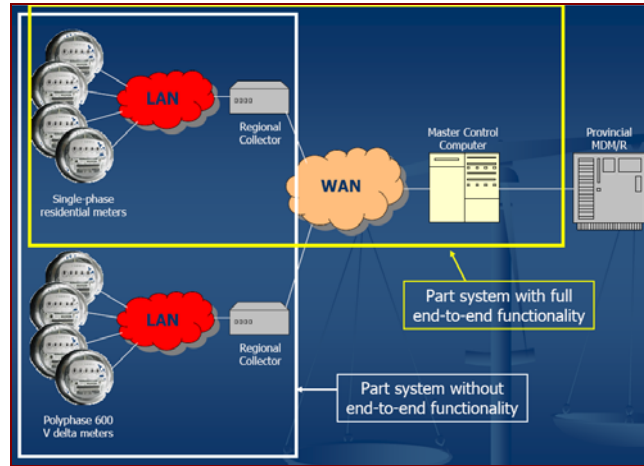 LAN
Regional
Collector
Single-phase
residential meters
WAN
Master Control
Computer
Provincial
MDM/R
Part system with full
end-to-end functionality
LAN
Regional
Collector
Polyphase 600
V delta meters
Part system without
end-to-end functionality